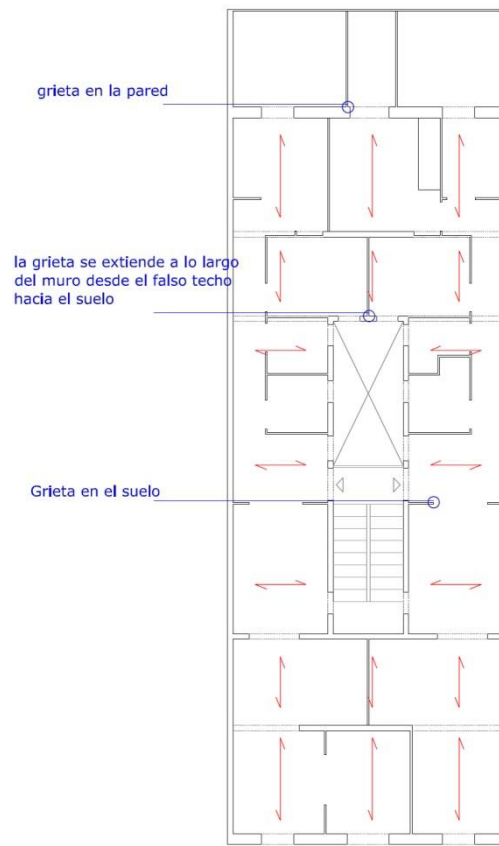 grieta en la pared
la grieta se extiende a lo largo
del muro desde el falso techo
hacia el suelo
Grieta en el suelo